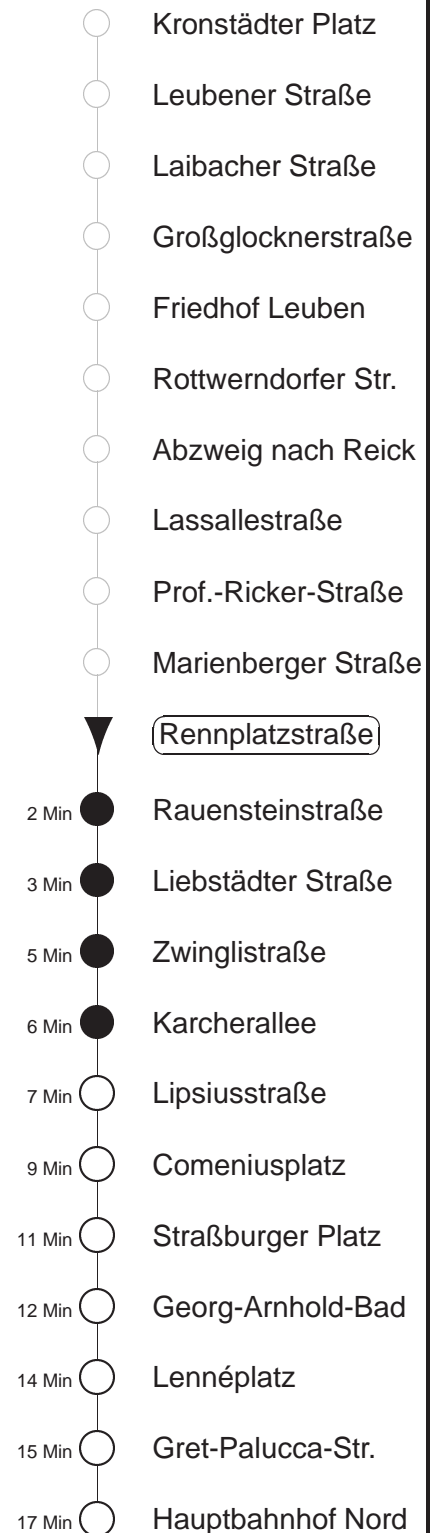 Kronstädter Platz
Leubener Straße
Laibacher Straße
Großglocknerstraße
Friedhof Leuben
Rottwerndorfer Str.
Abzweig nach Reick
Lassallestraße
Prof.-Ricker-Straße
Marienberger Straße
Rennplatzstraße
2 Min Rauensteinstraße
3 Min Liebstädter Straße
5 Min Zwinglistraße
6 Min Karcherallee
7 Min Lipsiusstraße
9 Min Comeniusplatz
11 Min Straßburger Platz
12 Min Georg-Arnhold-Bad
14 Min Lennéplatz
15 Min Gret-Palucca-Str.
17 Min Hauptbahnhof Nord